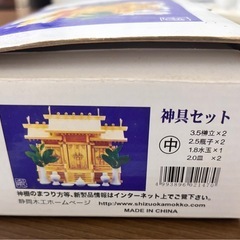 神具セット
中
3.5榊立×2
2.5瓶子×2
1.8水玉×1
2.0皿 ×2
4993896021479
神棚のまつり方等、新製品情報はインターネット上でご覧下さい。
静岡木工ホームページ http://www.shizuokamokko.com
MADE IN CHINA